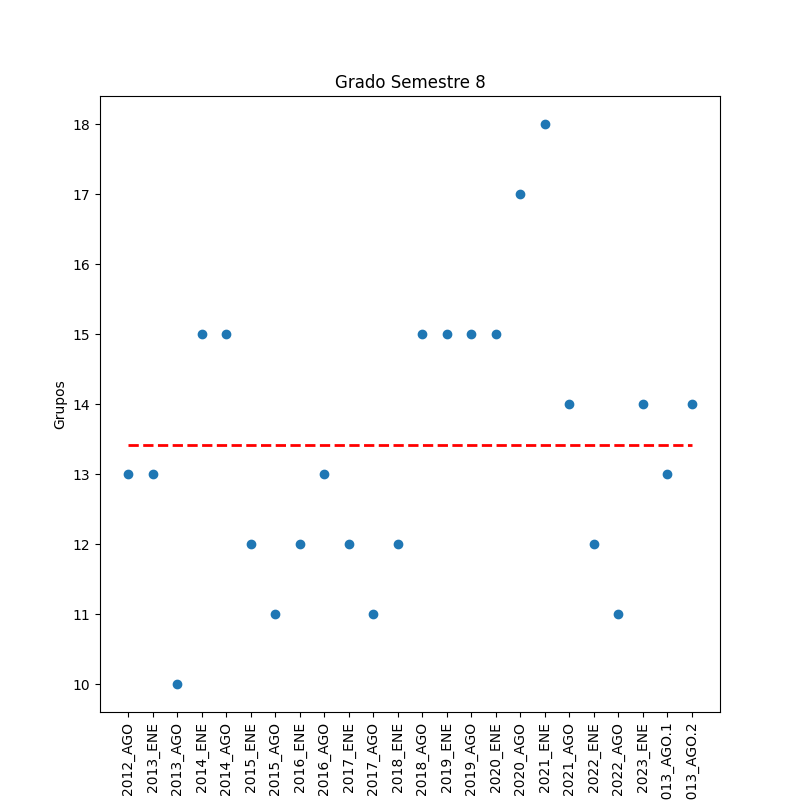 Grado Semestre 8
Grupos
18
17
16
15
14
13
12
11
10
2012_AGO
2013_ENE
2013_AGO
2014_ENE
2014_AGO
2015_ENE
2015_AGO
2016_ENE
2016_AGO
2017_ENE
2017_AGO
2018_ENE
2018_AGO
2019_ENE
2019_AGO
2020_ENE
2020_AGO
2021_ENE
2021_AGO
2022_ENE
2022_AGO
2023_ENE
013_AGO.1
013_AGO.2